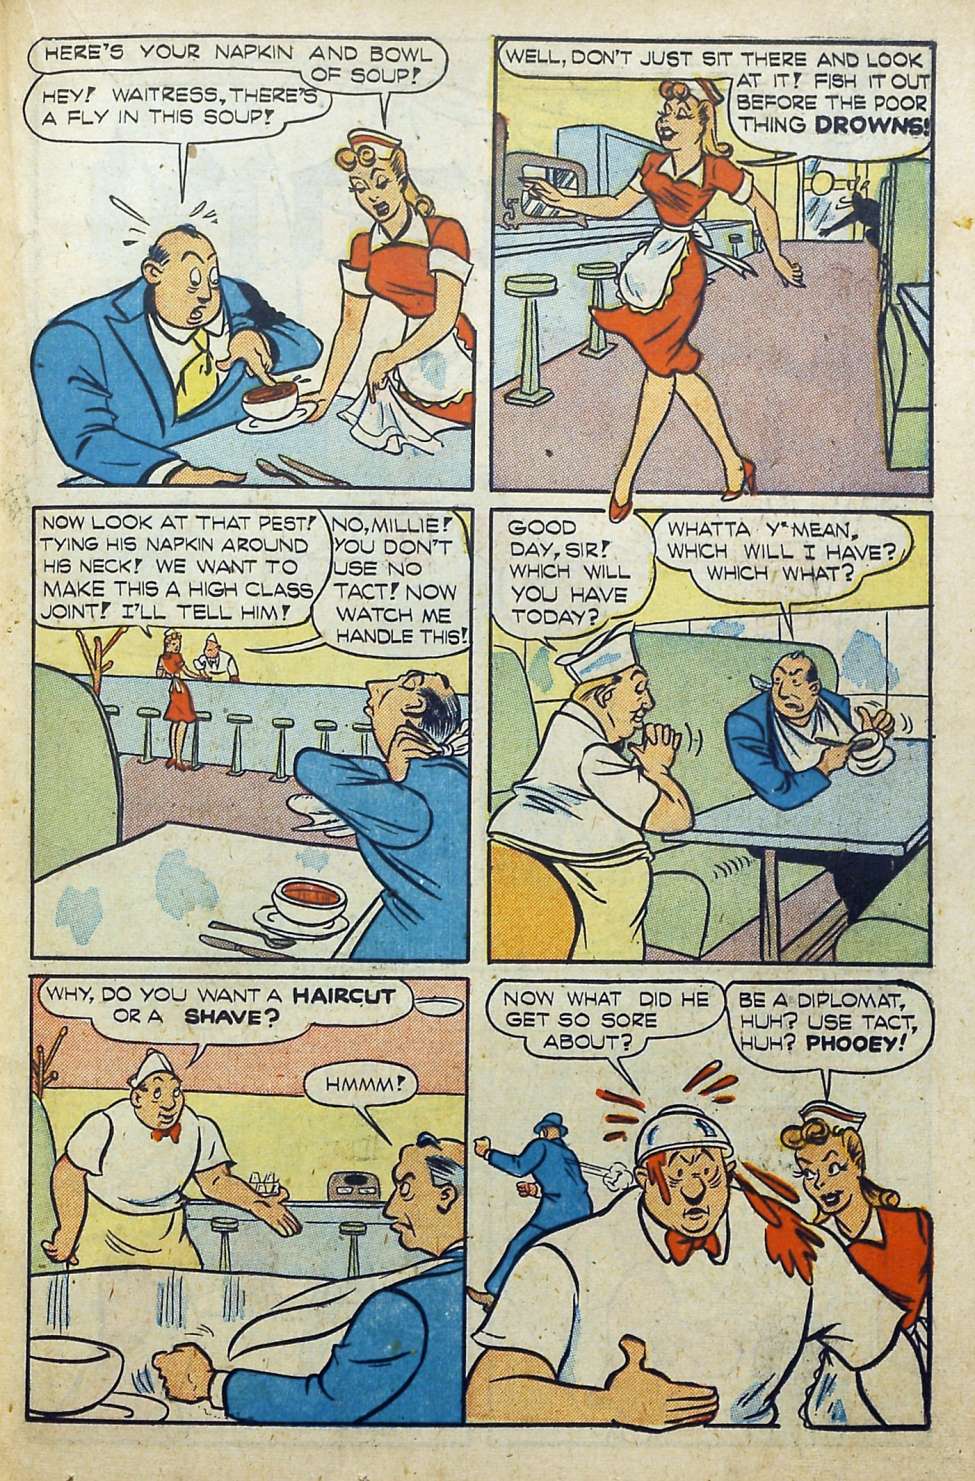 HERE'S YOUR NAPKIN AND BOWL
OF SOUP!
HEY! WAITRESS, THERE'S
A FLY IN THIS SOUP!
WELL, DON'T JUST SIT THERE AND LOOK
AT IT! FISH IT OUT
BEFORE THE POOR
THING DROWNS!
NOW LOOK AT THAT PEST!
TYING HIS NAPKIN AROUND
HIS NECK! WE WANT TO
MAKE THIS A HIGH CLASS
JOINT! I'LL TELL HIM!
NO, MILLIE!
YOU DON'T
USE NO
TACT! NOW
WATCH ME
HANDLE THIS!
GOOD
DAY, SIR!
WHICH WILL
YOU HAVE
TODAY?
WHATTA Y'MEAN,
WHICH WILL I HAVE?
WHICH WHAT?
WHY, DO YOU WANT A HAIRCUT
OR A SHAVE?
HMMM!
NOW WHAT DID HE
GET SO SORE
ABOUT?
BE A DIPLOMAT,
HUH? USE TACT,
HUH? PHOOEY!